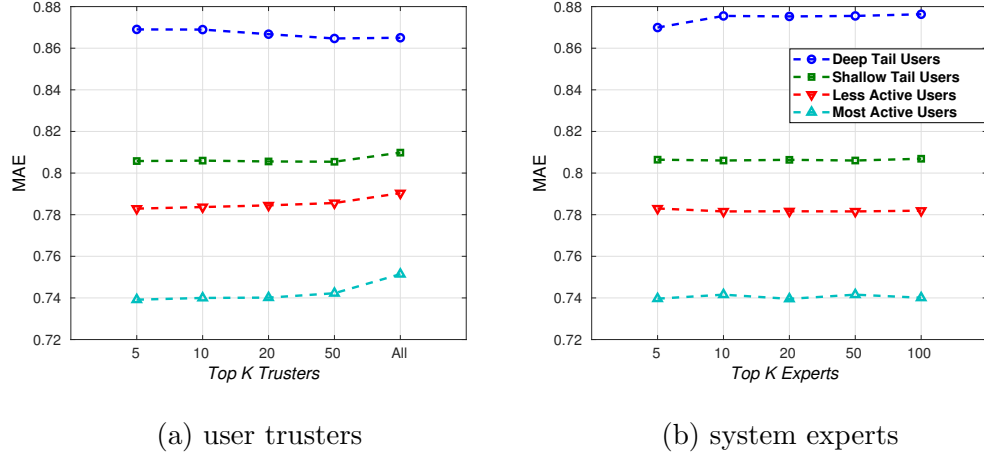 0.88
0.86
0.84
0.82
0.8
0.78
0.76
0.74
0.72
MAE
5 10 20 50 All
Top K Trusters
(a) user trusters
0.88
0.86
0.84
0.82
0.8
0.78
0.76
0.74
0.72
MAE
Deep Tail Users
Shallow Tail Users
Less Active Users
Most Active Users
5 10 20 50 100
Top K Experts
(b) system experts